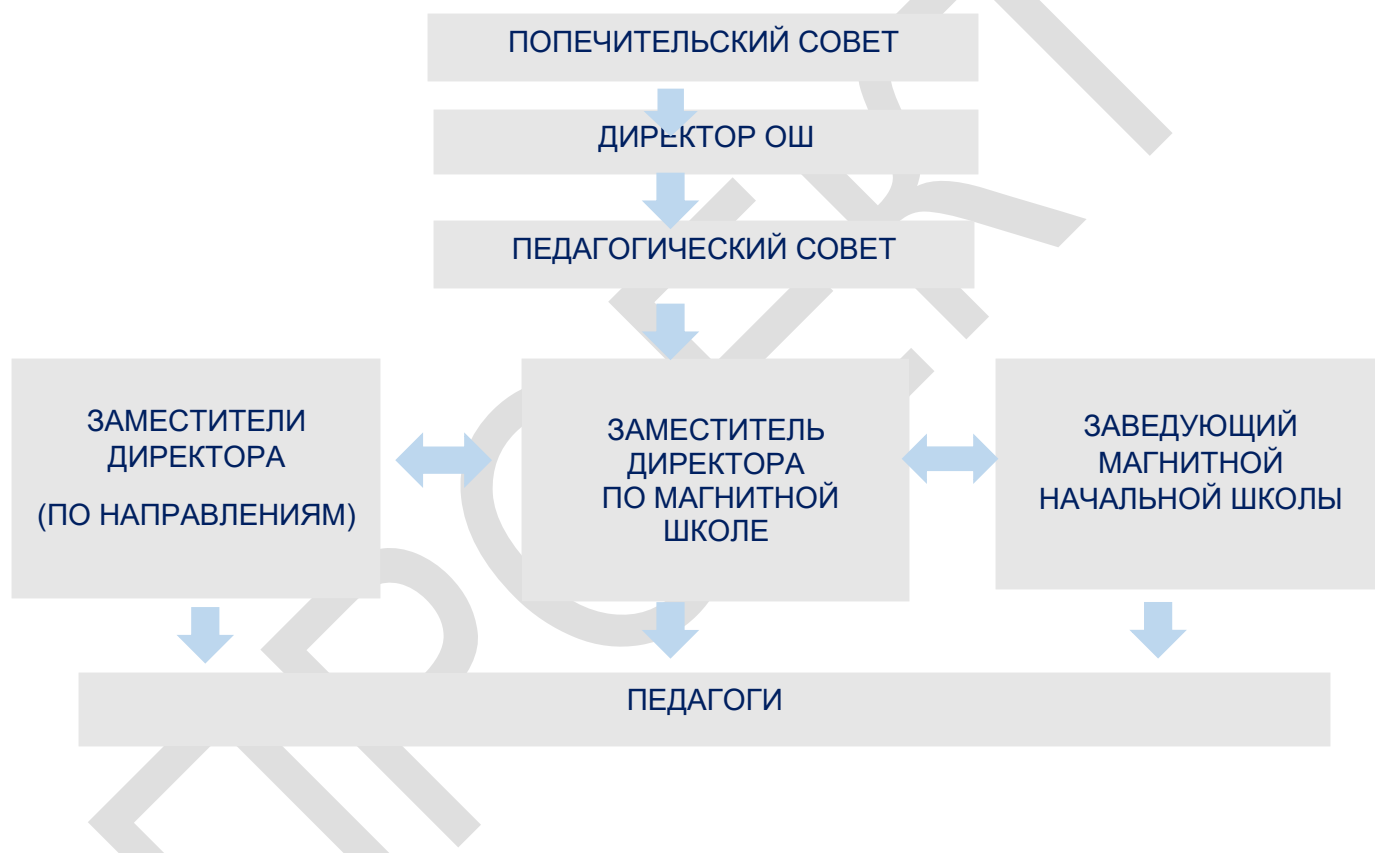 ПОПЕЧИТЕЛЬСКИЙ СОВЕТ
ДИРЕКТОР ОШ
ПЕДАГОГИЧЕСКИЙ СОВЕТ
ЗАМЕСТИТЕЛИ
ДИРЕКТОРА
(ПО НАПРАВЛЕНИЯМ)
ЗАМЕСТИТЕЛЬ
ДИРЕКТОРА
ПО МАГНИТНОЙ
ШКОЛЕ
ЗАВЕДУЮЩИЙ
МАГНИТНОЙ
НАЧАЛЬНОЙ ШКОЛЫ
ПЕДАГОГИ
ПРОЕКТ